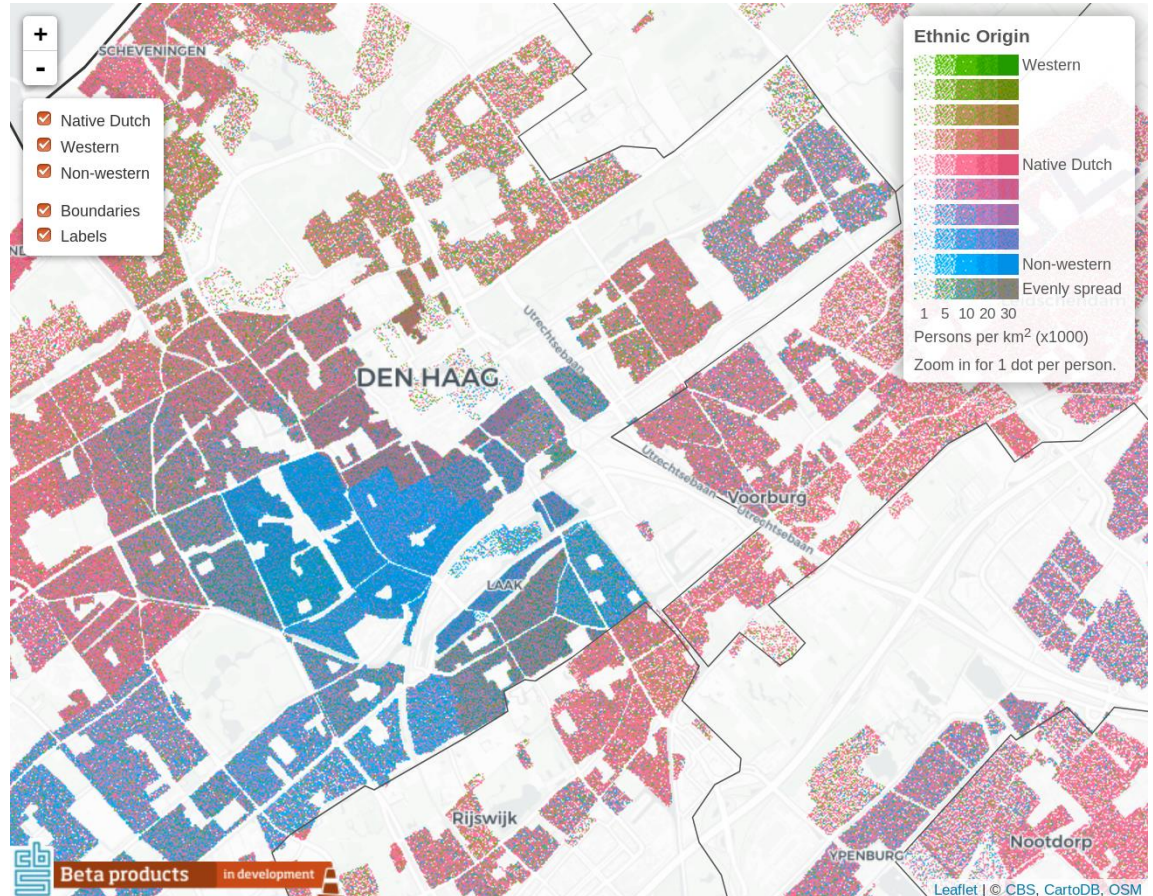 +
-
Native Dutch
Western
Non-western
Boundaries
Labels
SCHEVENINGEN
Ethnic Origin
Western
Native Dutch
Non-western
Evenly spread
1 5 10 20 30
Persons per km² (x1000)
Zoom in for 1 dot per person.
Leidschendam
Utrechtsebaan
DEN HAAG
Utrechtsebaan
Voorburg
Utrechtsebaan
LAAK
Rijswijk
Nootdorp
YPENBURG
cbs
Beta products in development
Leaflet | © CBS, CartoDB, OSM